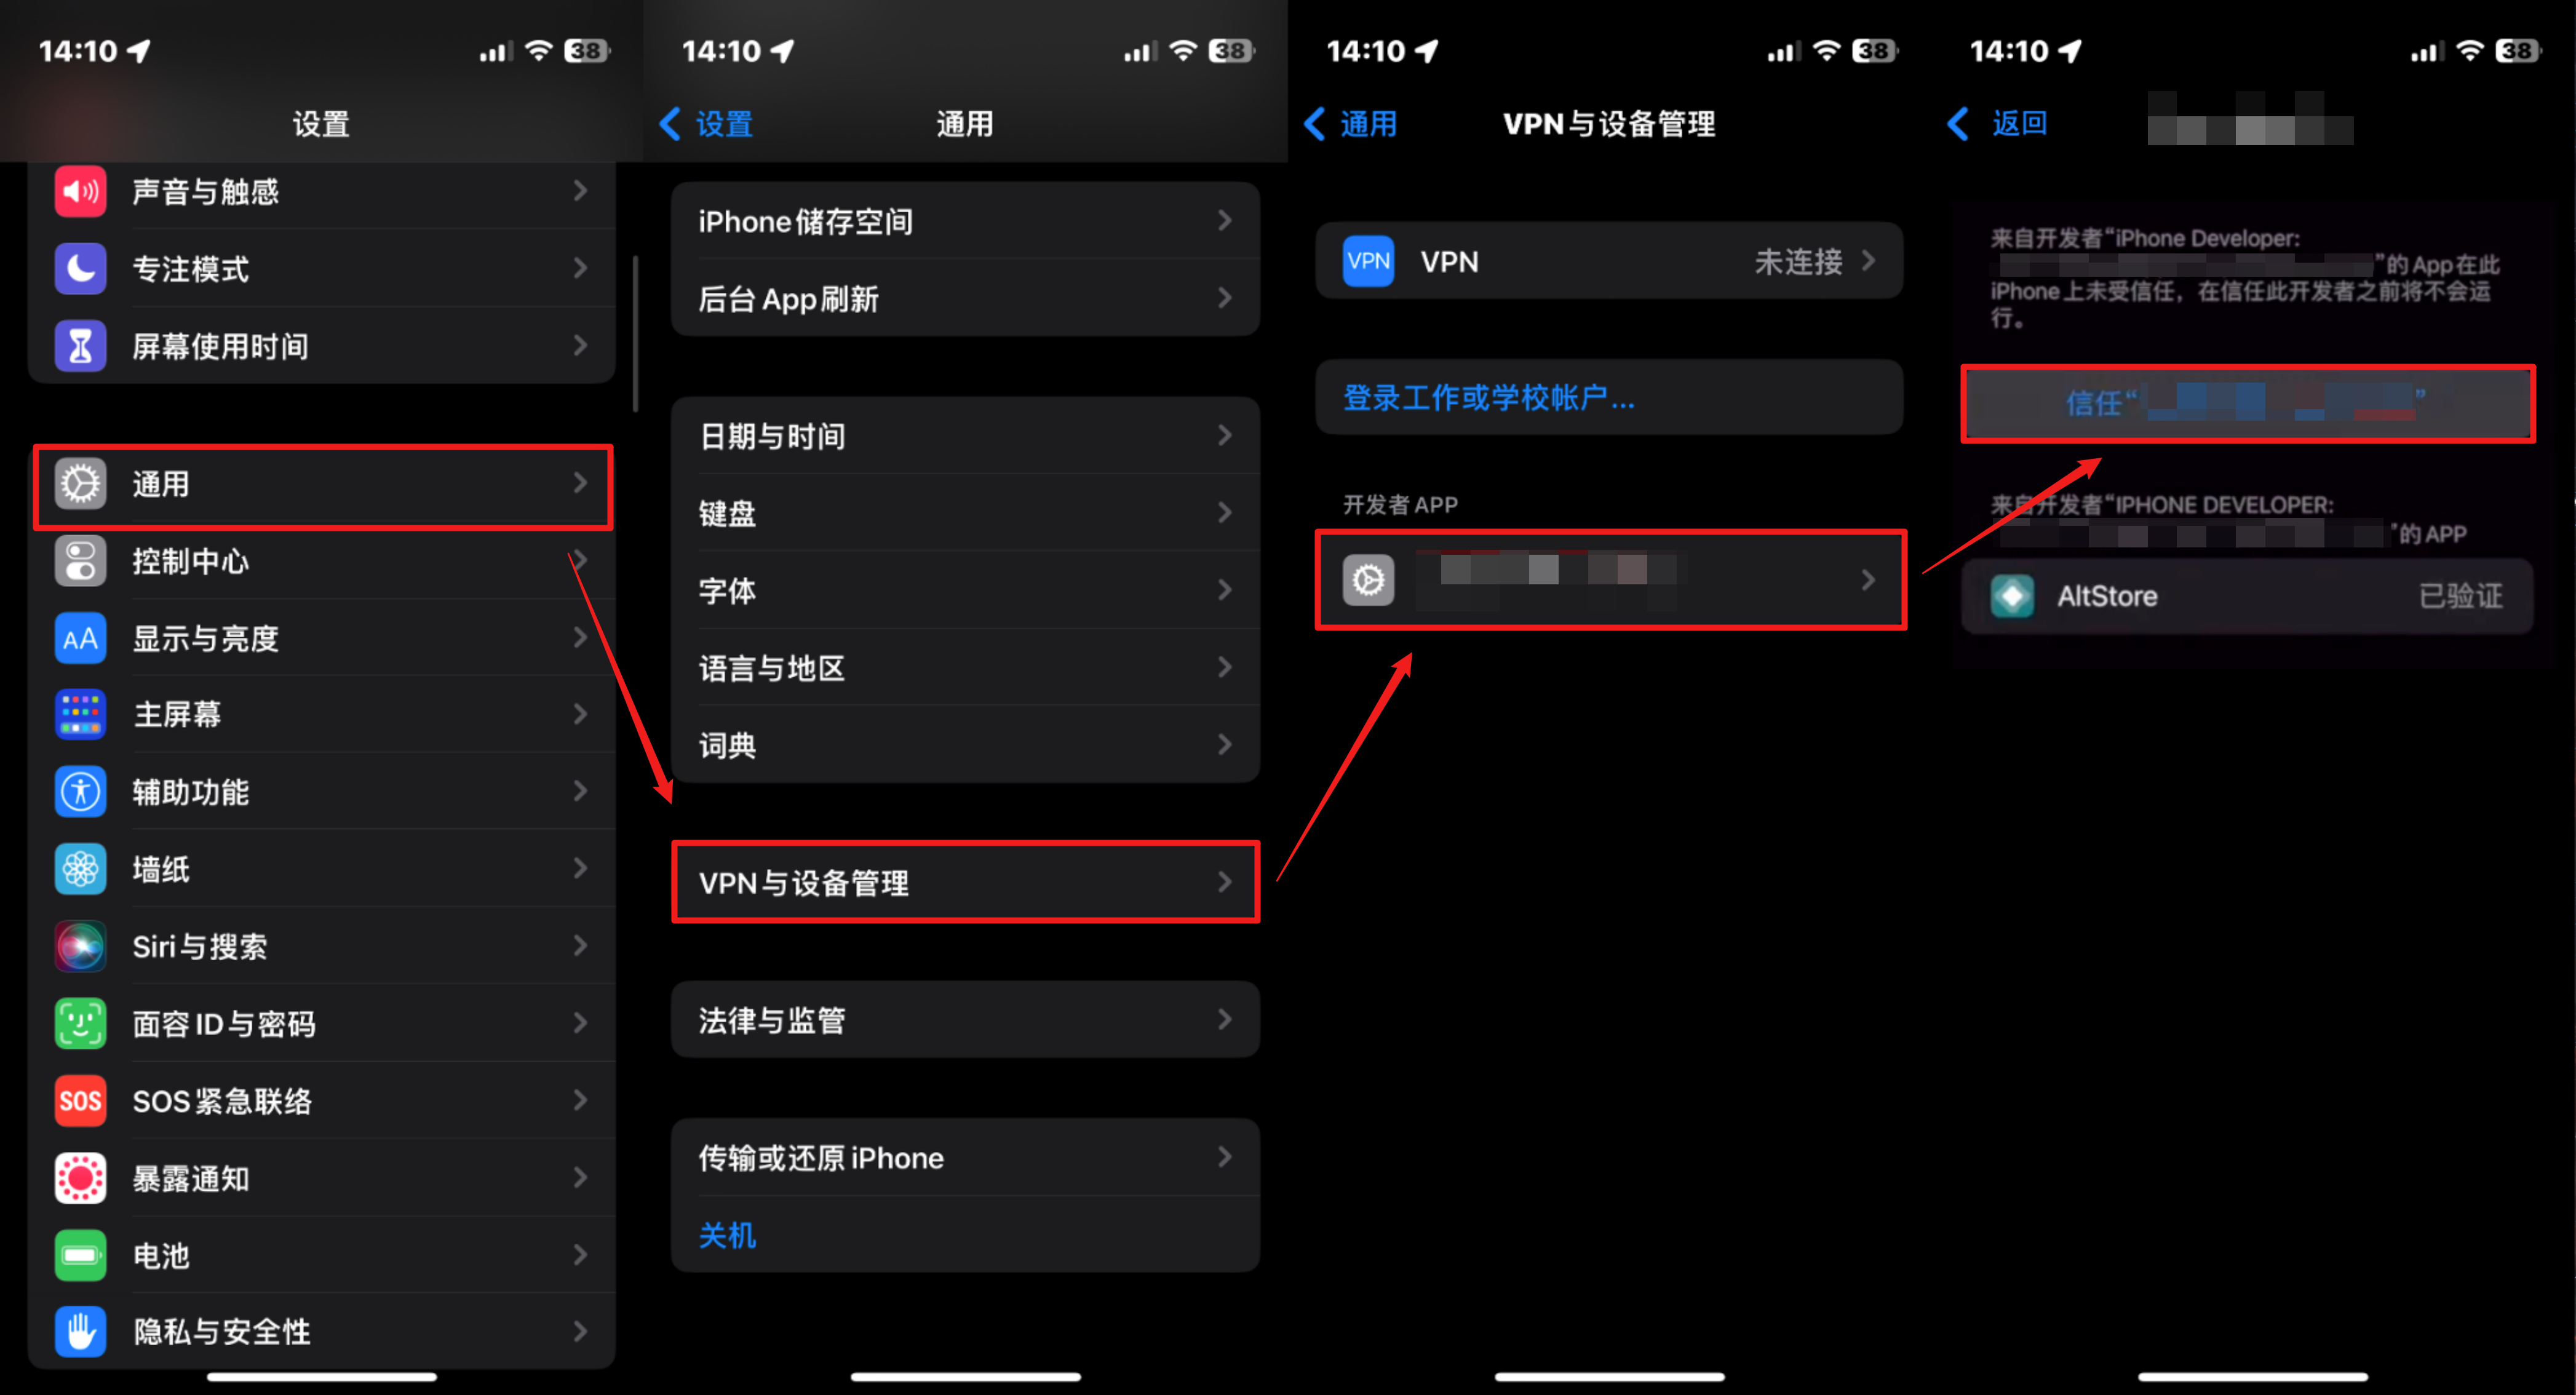 14:10
38
设置
声音与触感
专注模式
屏幕使用时间
通用
控制中心
AA
显示与亮度
主屏幕
辅助功能
墙纸
Siri与搜索
面容ID与密码
SOS
SOS紧急联络
暴露通知
电池
隐私与安全性
14:10
38
设置
通用
iPhone储存空间
后台App刷新
日期与时间
键盘
字体
语言与地区
词典
VPN与设备管理
法律与监管
传输或还原iPhone
关机
14:10
38
通用
VPN与设备管理
VPN
VPN
未连接
登录工作或学校帐户...
开发者APP
14:10
38
返回
来自开发者“iPhone Developer:
”的App在此
iPhone上未受信任，在信任此开发者之前将不会运
行。
信任“ ”
来自开发者“IPHONE DEVELOPER:
”的APP
AltStore
已验证